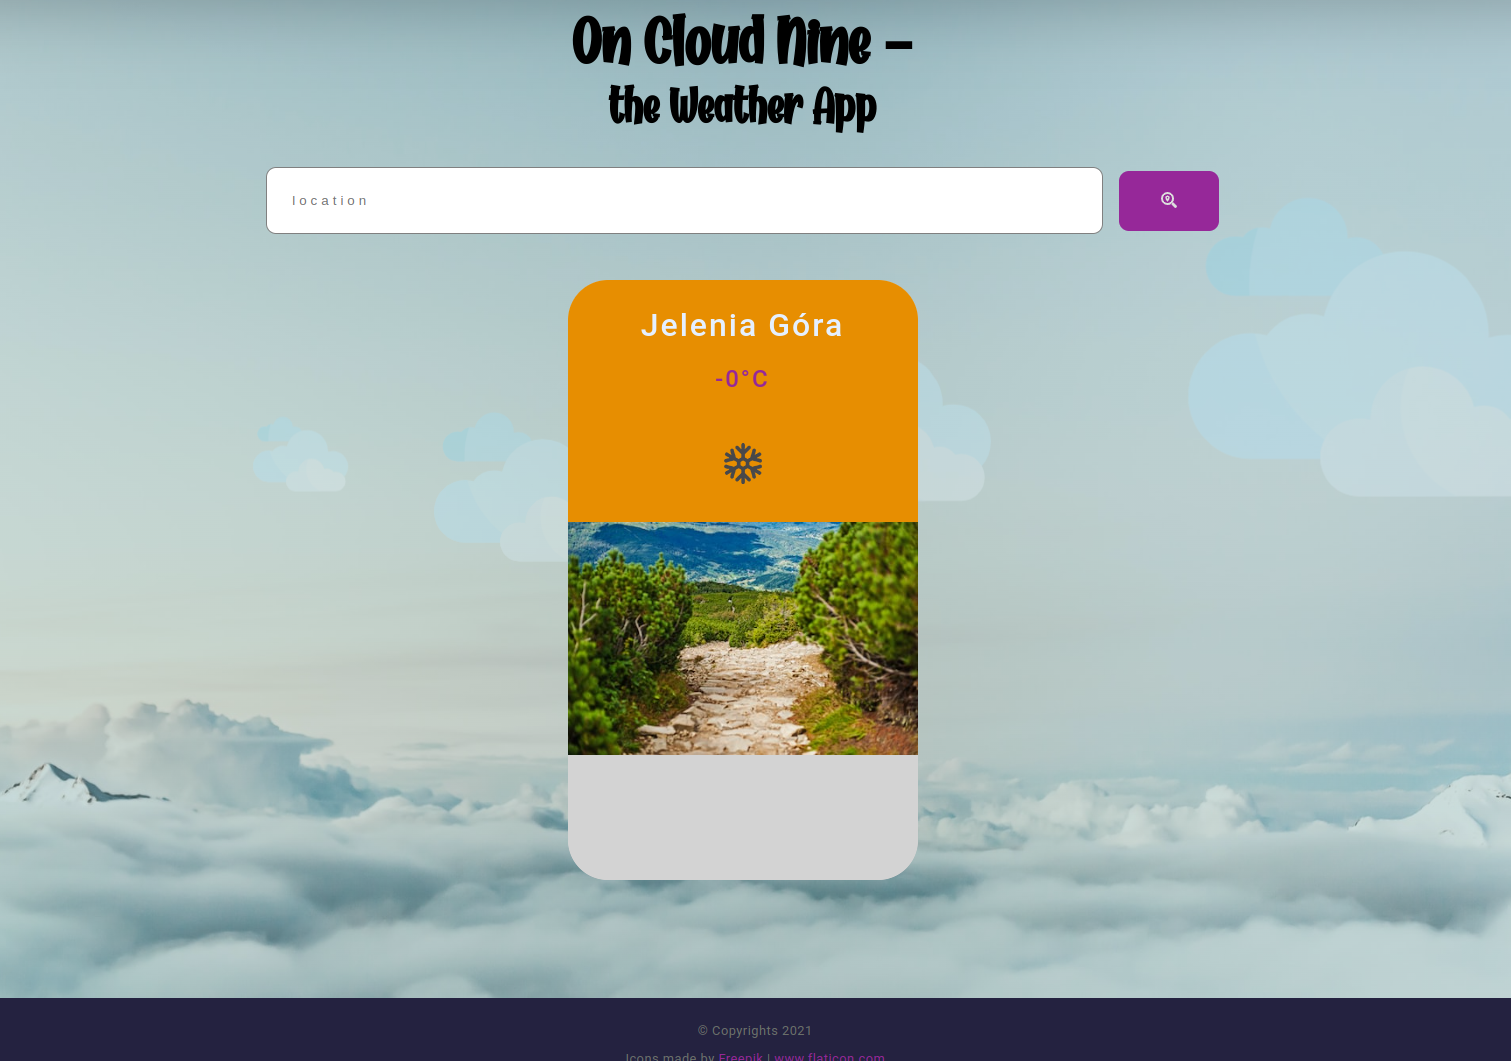 On Cloud Nine –
the Weather App
location
Jelenia Góra
-0°C
© Copyrights 2021
Icons made by Freepik | www.flaticon.com